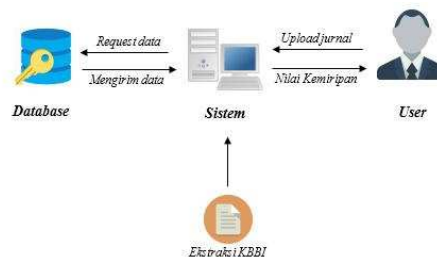 Request data
Upload jurnal
Mengirim data
Nilai Kemiripan
Database
Sistem
User
Ekstraksi KBBI